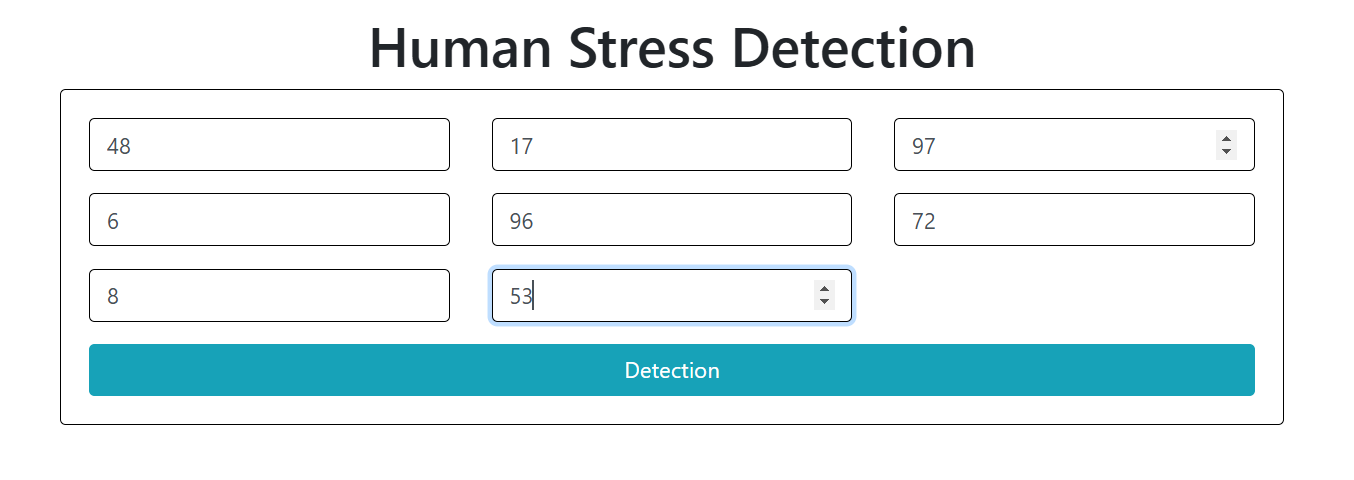 Human Stress Detection
48 17 97
6 96 72
8 53
Detection